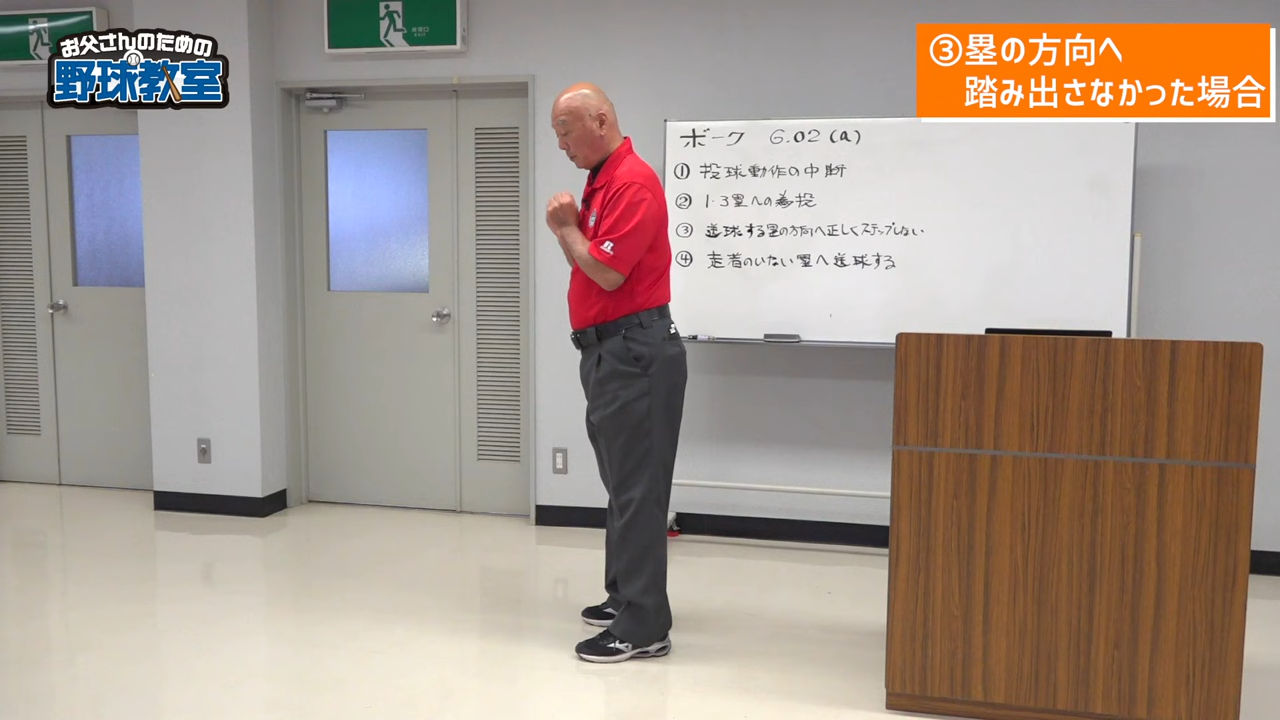 お父さんのための
野球教室
非常口
EXIT
③塁の方向へ
踏み出さなかった場合
ボーク 6.02(a)
① 投球動作の中断
② 1・3塁への偽投
③ 送球する塁の方向へ正しくステップしない
④ 走者のいない塁へ送球する